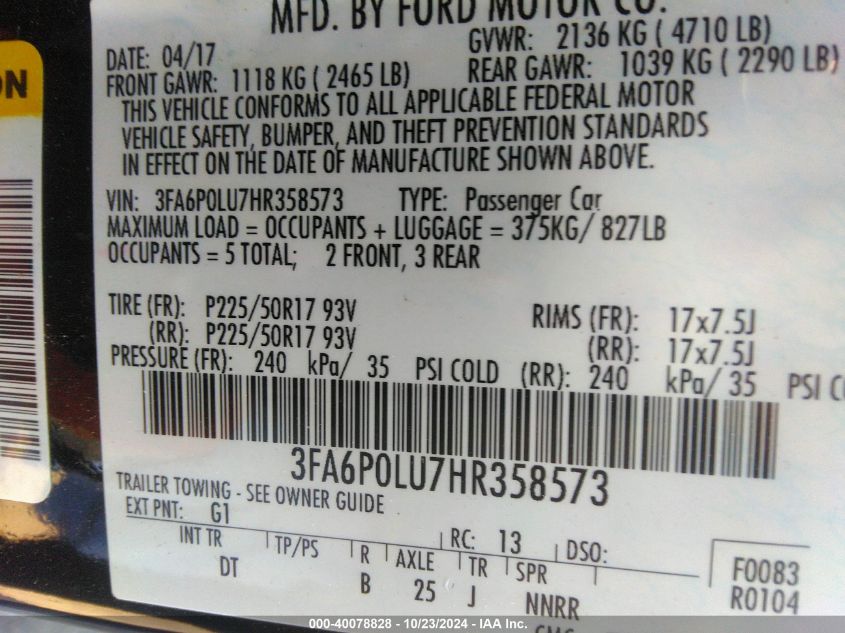 MFD. BY FORD MOTOR CO.
DATE: 04/17 GVWR: 2136 KG ( 4710 LB)
FRONT GAWR: 1118 KG ( 2465 LB) REAR GAWR: 1039 KG ( 2290 LB)
THIS VEHICLE CONFORMS TO ALL APPLICABLE FEDERAL MOTOR
VEHICLE SAFETY, BUMPER, AND THEFT PREVENTION STANDARDS
IN EFFECT ON THE DATE OF MANUFACTURE SHOWN ABOVE.
VIN: 3FA6P0LU7HR358573 TYPE: Passenger Car
MAXIMUM LOAD = OCCUPANTS + LUGGAGE = 375KG/ 827LB
OCCUPANTS = 5 TOTAL; 2 FRONT, 3 REAR
TIRE (FR): P225/50R17 93V RIMS (FR): 17x7.5J
(RR): P225/50R17 93V (RR): 17x7.5J
PRESSURE (FR): 240 kPa/ 35 PSI COLD (RR): 240 kPa/ 35 PSI
3FA6P0LU7HR358573
TRAILER TOWING - SEE OWNER GUIDE
EXT PNT: G1 RC: 13 DSO:
INT TR TP/PS R AXLE TR SPR F0083
DT B 25 J NNRR R0104
000-40078828 - 10/23/2024 - IAA Inc.